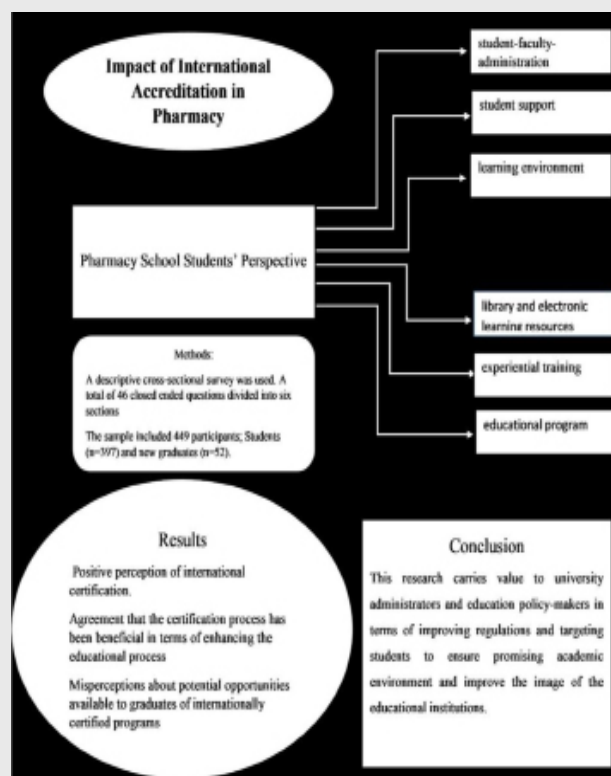 Impact of International
Accreditation in
Pharmacy
student-faculty-
administration
student support
learning environment
Pharmacy School Students' Perspective
library and electronic
learning resources
experiential training
educational program
Methods:
A descriptive cross-sectional survey was used. A
total of 46 closed ended questions divided into six
sections
The sample included 449 participants; Students
(n=397) and new graduates (n=52).
Results
Positive perception of international
certification.
Agreement that the certification process has
been beneficial in terms of enhancing the
educational process
Misperceptions about potential opportunities
available to graduates of internationally
certified programs
Conclusion
This research carries value to university
administrators and education policy-makers in
terms of improving regulations and targeting
students to ensure promising academic
environment and improve the image of the
educational institutions.